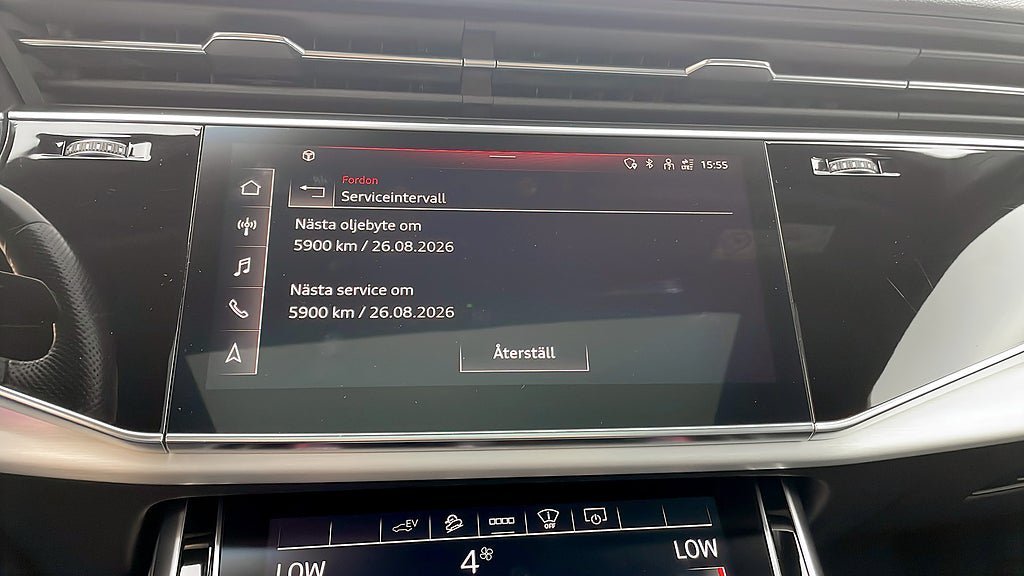 15:55
Fordon
Serviceintervall
Nästa oljebyte om
5900 km / 26.08.2026
Nästa service om
5900 km / 26.08.2026
Återställ
EV
OFF
4
LOW
LOW